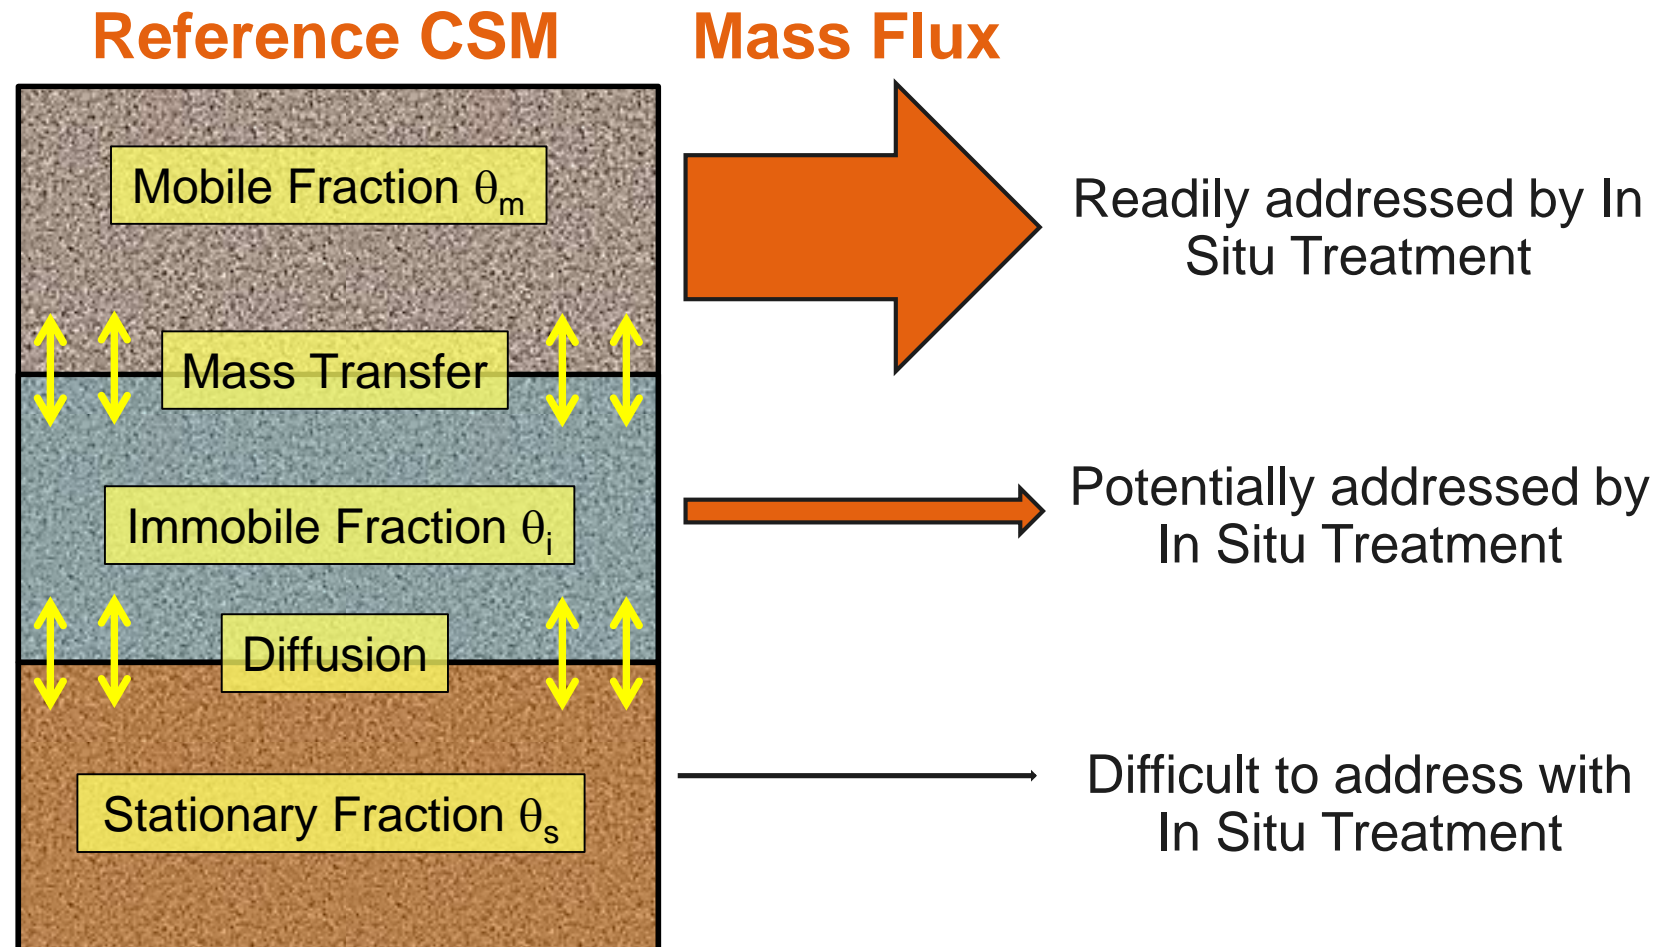 Reference CSM
Mass Flux
Mobile Fraction θm
Readily addressed by In
Situ Treatment
Mass Transfer
Immobile Fraction θi
Potentially addressed by
In Situ Treatment
Diffusion
Stationary Fraction θs
Difficult to address with
In Situ Treatment